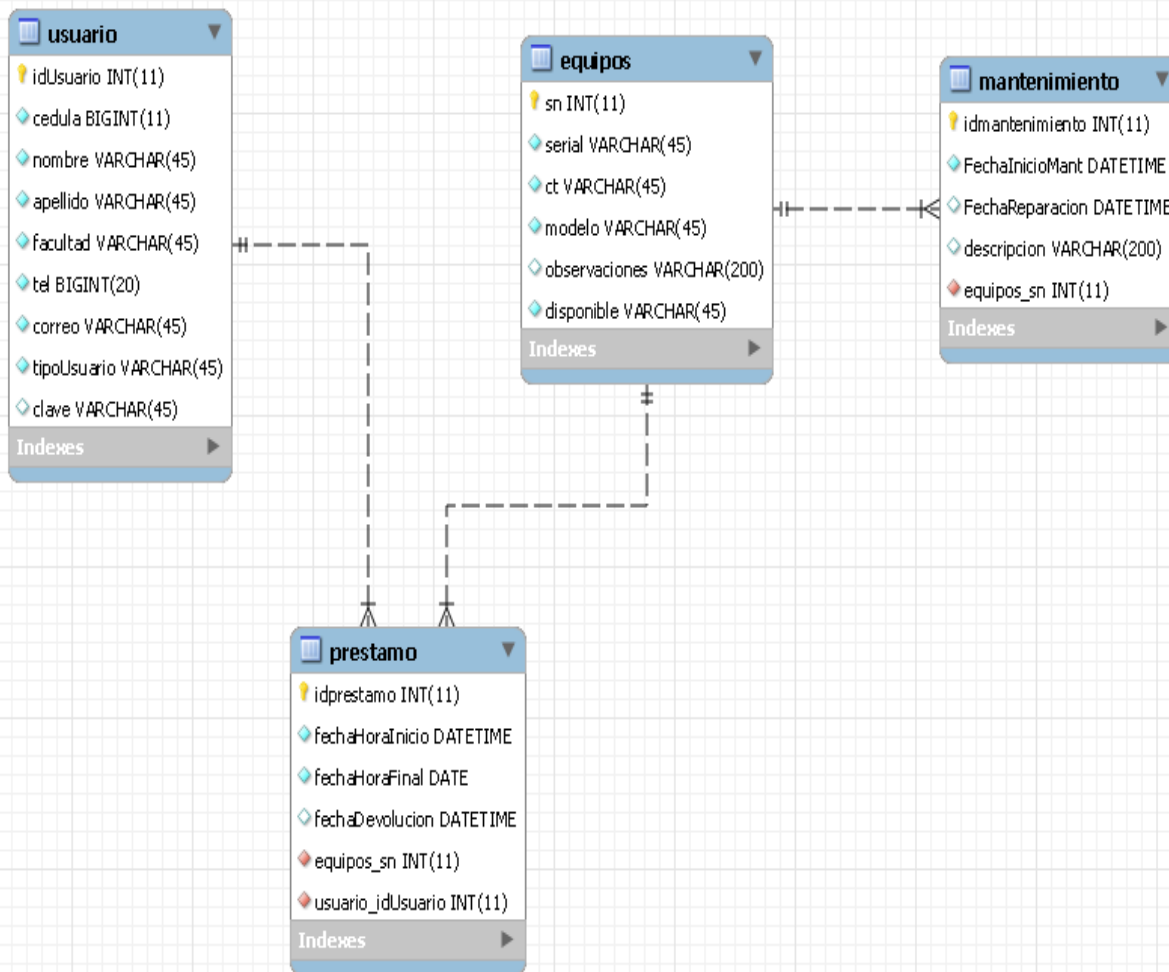 usuario
idUsuario INT(11)
cedula BIGINT(11)
nombre VARCHAR(45)
apellido VARCHAR(45)
facultad VARCHAR(45)
tel BIGINT(20)
correo VARCHAR(45)
tipoUsuario VARCHAR(45)
clave VARCHAR(45)
Indexes
equipos
sn INT(11)
serial VARCHAR(45)
ct VARCHAR(45)
modelo VARCHAR(45)
observaciones VARCHAR(200)
disponible VARCHAR(45)
Indexes
mantenimiento
idmantenimiento INT(11)
FechaInicioMant DATETIME
FechaReparacion DATETIME
descripcion VARCHAR(200)
equipos_sn INT(11)
Indexes
prestamo
idprestamo INT(11)
fechaHoraInicio DATETIME
fechaHoraFinal DATE
fechaDevolucion DATETIME
equipos_sn INT(11)
usuario_idUsuario INT(11)
Indexes